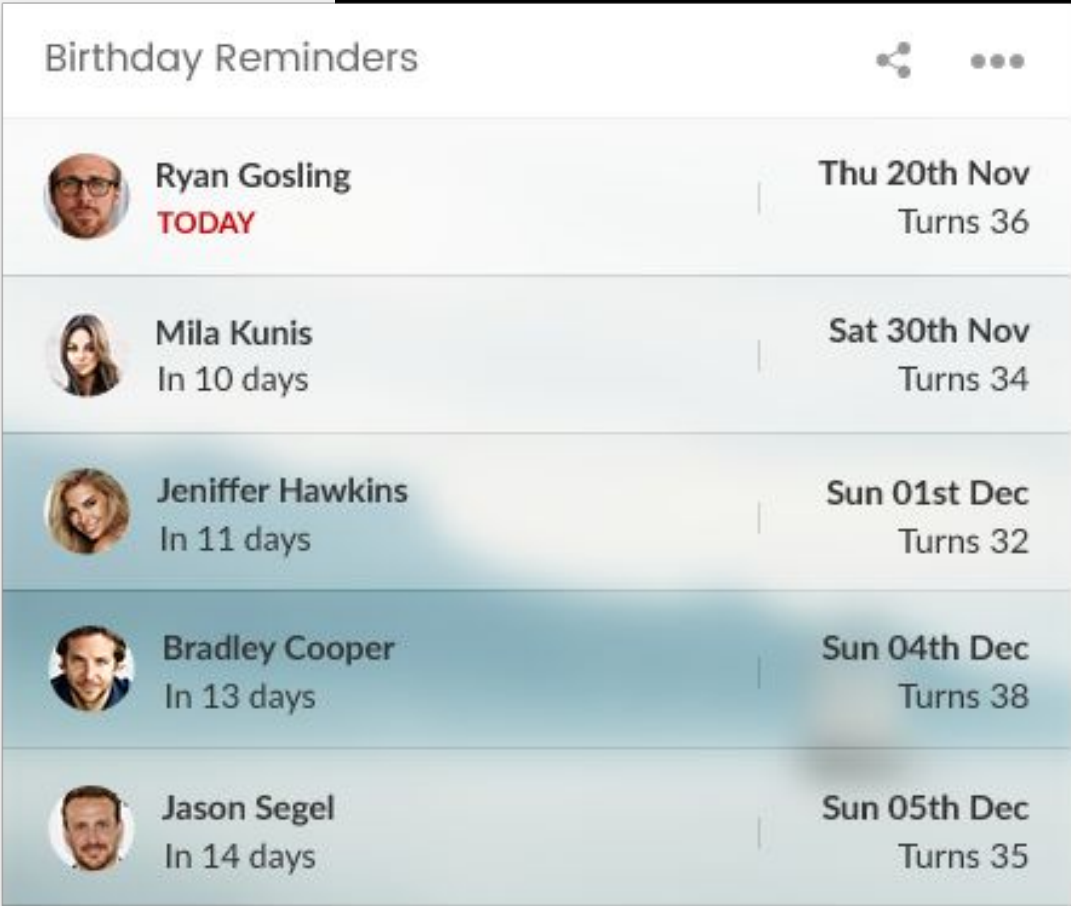 Birthday Reminders
Ryan Gosling
TODAY
Thu 20th Nov
Turns 36
Mila Kunis
In 10 days
Sat 30th Nov
Turns 34
Jeniffer Hawkins
In 11 days
Sun 01st Dec
Turns 32
Bradley Cooper
In 13 days
Sun 04th Dec
Turns 38
Jason Segel
In 14 days
Sun 05th Dec
Turns 35